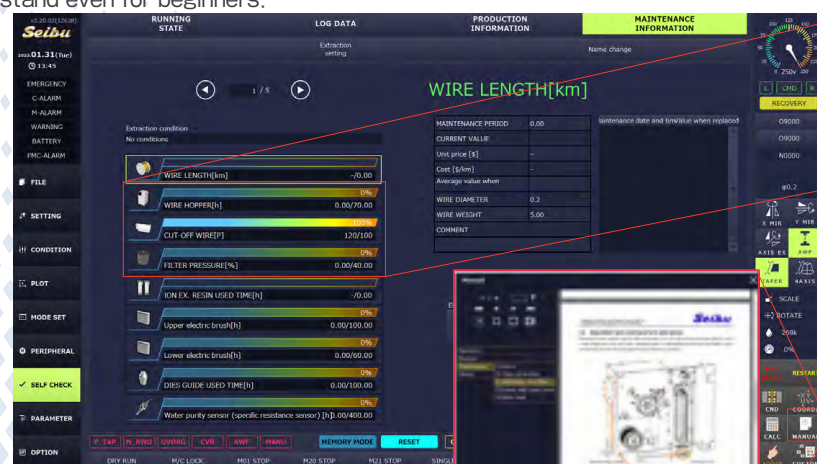 stand even for beginners.
v2.20.02(1263R)
Seibu
2023.01.31(Tue)
13:45
RUNNING STATE
LOG DATA
PRODUCTION INFORMATION
MAINTENANCE INFORMATION
Extraction setting
Name change
EMERGENCY
C-ALARM
M-ALARM
WARNING
BATTERY
PMC-ALARM
FILE
SETTING
CONDITION
PLOT
MODE SET
PERIPHERAL
SELF CHECK
PARAMETER
OPTION
1/5
Extraction condition
No conditions
WIRE LENGTH[km]
-/0.00
0%
WIRE HOPPER[h]
0.00/70.00
100%
CUT-OFF WIRE[P]
120/100
0%
FILTER PRESSURE[%]
0.00/40.00
ION EX. RESIN USED TIME[h]
-/0.00
0%
Upper electric brush[h]
0.00/100.00
0%
Lower electric brush[h]
0.00/60.00
0%
DIES GUIDE USED TIME[h]
0.00/100.00
0%
Water purity sensor (specific resistance sensor) [h]
0.00/400.00
WIRE LENGTH[km]
MAINTENANCE PERIOD 0.00
CURRENT VALUE
Unit price [$] -
Cost [$/km] -
Average value when
WIRE DIAMETER 0.2
WIRE WEIGHT 5.00
COMMENT
aintenance date and tim/alue when replaced
Manual
Seibu
P_TAP N_RWD UVORG CVR AWF MANU MEMORY MODE RESET
DRY RUN M/C LOCK M01 STOP M20 STOP M21 STOP SINGL
250v
L CMD R
RECOVERY
O9000
O9000
N0000
φ0.2
X MIR Y MIR
AXIS EX AWF
TAPER 4AXIS
SCALE
ROTATE
269k
0%
RESTAR
CND COORD
CALC MANUAL